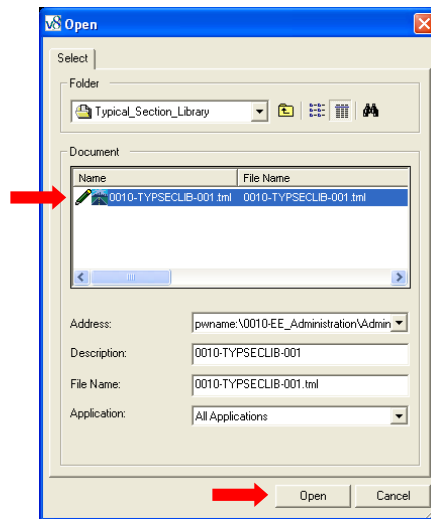 V8 Open
Select
Folder
Typical_Section_Library
Document
Name File Name
0010-TYPSECLIB-001.tml 0010-TYPSECLIB-001.tml
Address: pwname:\0010-EE_Administration\Admin
Description: 0010-TYPSECLIB-001
File Name: 0010-TYPSECLIB-001.tml
Application: All Applications
Open Cancel